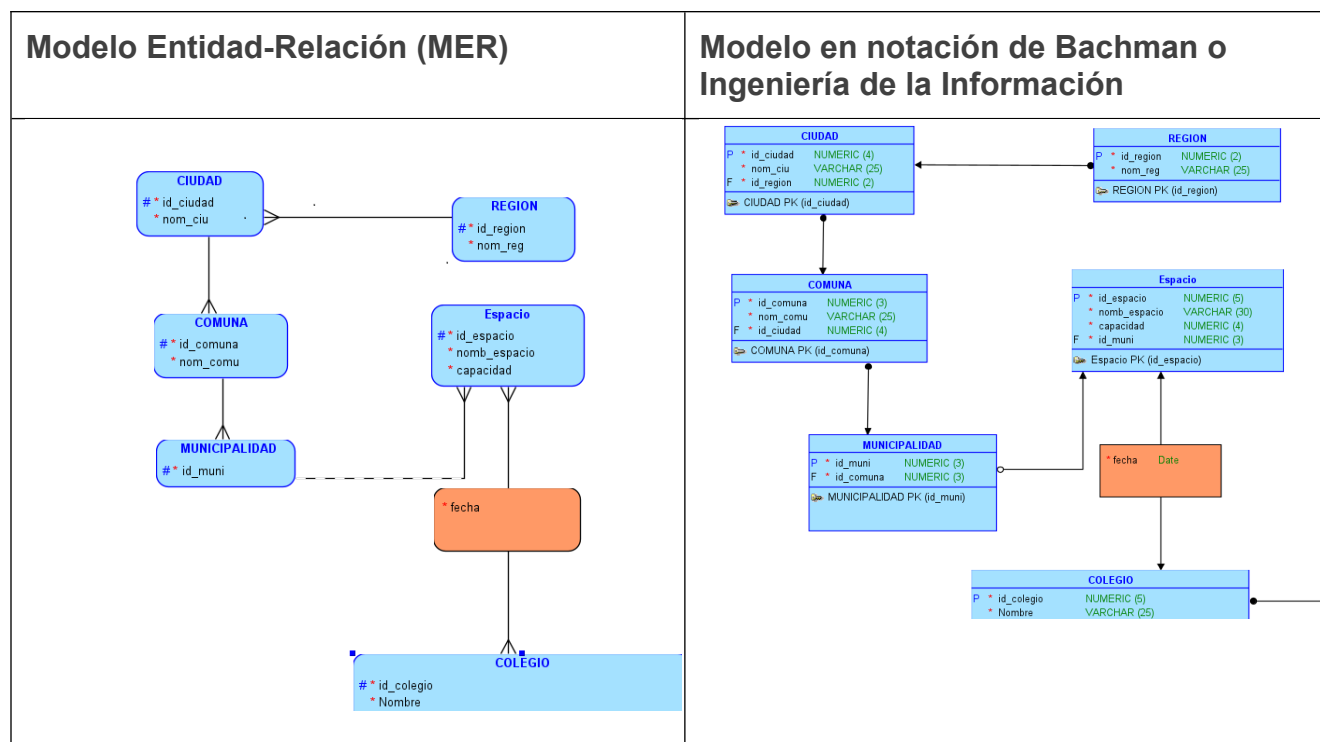 Modelo Entidad-Relación (MER)
CIUDAD
# * id_ciudad
* nom_ciu
REGION
# * id_region
* nom_reg
COMUNA
# * id_comuna
* nom_comu
Espacio
# * id_espacio
* nomb_espacio
* capacidad
MUNICIPALIDAD
# * id_muni
* fecha
COLEGIO
# * id_colegio
* Nombre
Modelo en notación de Bachman o
Ingeniería de la Información
CIUDAD
P * id_ciudad NUMERIC (4)
* nom_ciu VARCHAR (25)
F * id_region NUMERIC (2)
CIUDAD PK (id_ciudad)
REGION
P * id_region NUMERIC (2)
* nom_reg VARCHAR (25)
REGION PK (id_region)
COMUNA
P * id_comuna NUMERIC (3)
* nom_comu VARCHAR (25)
F * id_ciudad NUMERIC (4)
COMUNA PK (id_comuna)
Espacio
P * id_espacio NUMERIC (5)
* nomb_espacio VARCHAR (30)
* capacidad NUMERIC (4)
F * id_muni NUMERIC (3)
Espacio PK (id_espacio)
MUNICIPALIDAD
P * id_muni NUMERIC (3)
F * id_comuna NUMERIC (3)
MUNICIPALIDAD PK (id_muni)
* fecha Date
COLEGIO
P * id_colegio NUMERIC (5)
* Nombre VARCHAR (25)